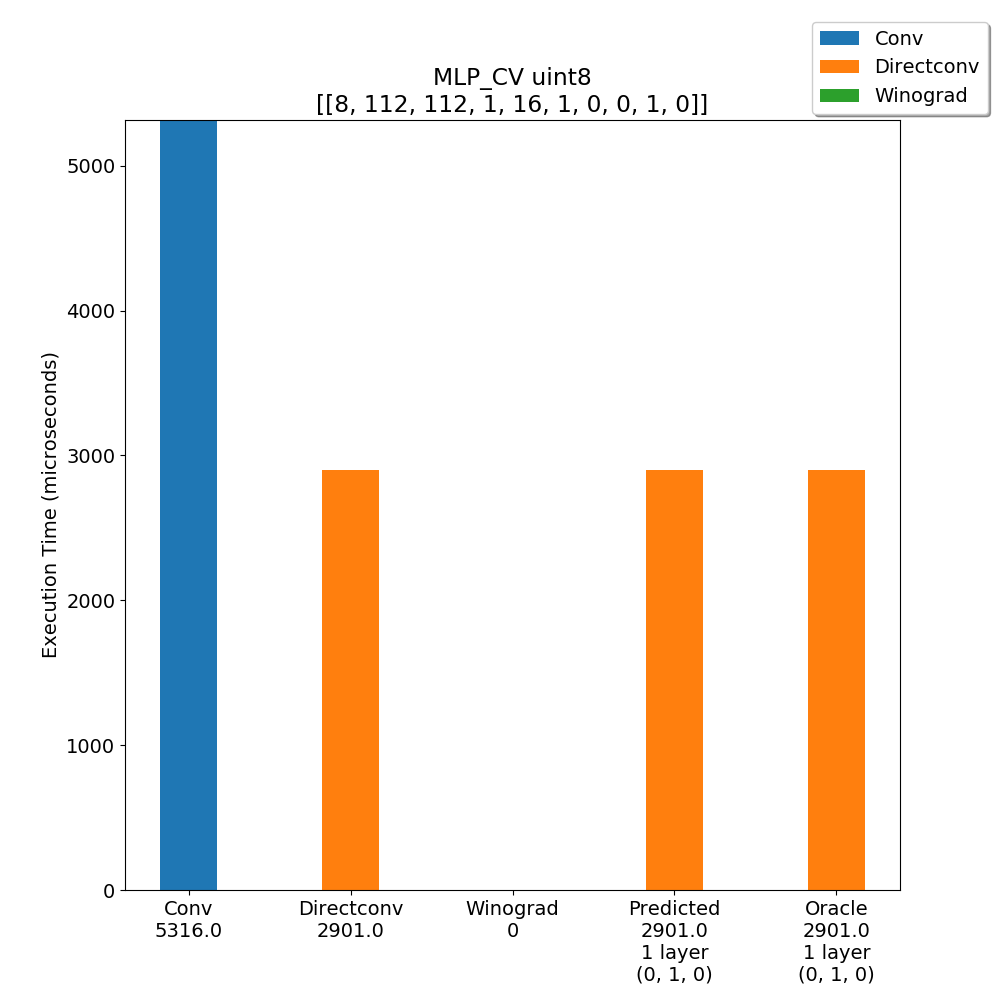 Conv
Directconv
Winograd
MLP_CV uint8
[[8, 112, 112, 1, 16, 1, 0, 0, 1, 0]]
Execution Time (microseconds)
5000
4000
3000
2000
1000
0
Conv
5316.0
Directconv
2901.0
Winograd
0
Predicted
2901.0
1 layer
(0, 1, 0)
Oracle
2901.0
1 layer
(0, 1, 0)